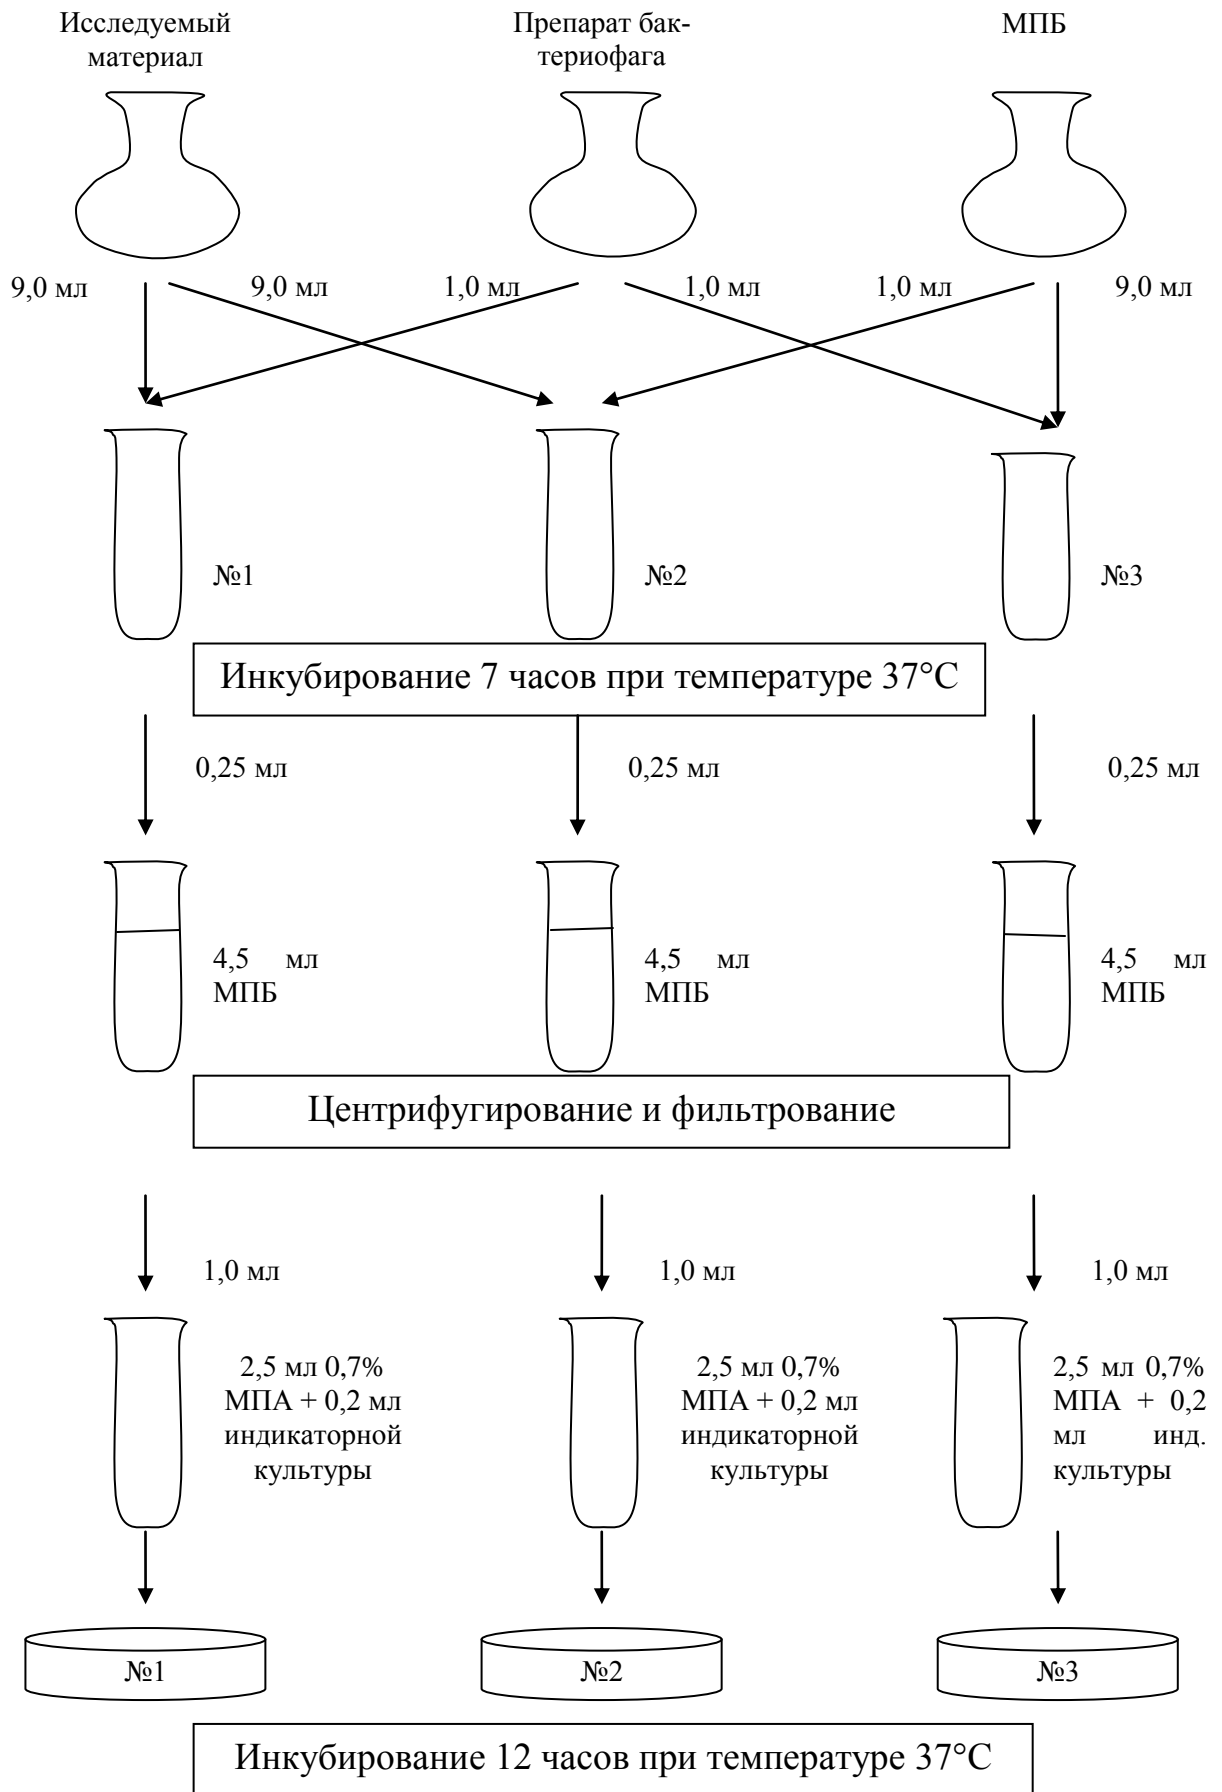 Исследуемый
материал
Препарат бак-
териофага
МПБ
9,0 мл
9,0 мл
1,0 мл
1,0 мл
1,0 мл
9,0 мл
№1
№2
№3
Инкубирование 7 часов при температуре 37°С
0,25 мл
0,25 мл
0,25 мл
4,5 мл
МПБ
4,5 мл
МПБ
4,5 мл
МПБ
Центрифугирование и фильтрование
1,0 мл
1,0 мл
1,0 мл
2,5 мл 0,7%
МПА + 0,2 мл
индикаторной
культуры
2,5 мл 0,7%
МПА + 0,2 мл
индикаторной
культуры
2,5 мл 0,7%
МПА + 0,2
мл инд.
культуры
№1
№2
№3
Инкубирование 12 часов при температуре 37°С